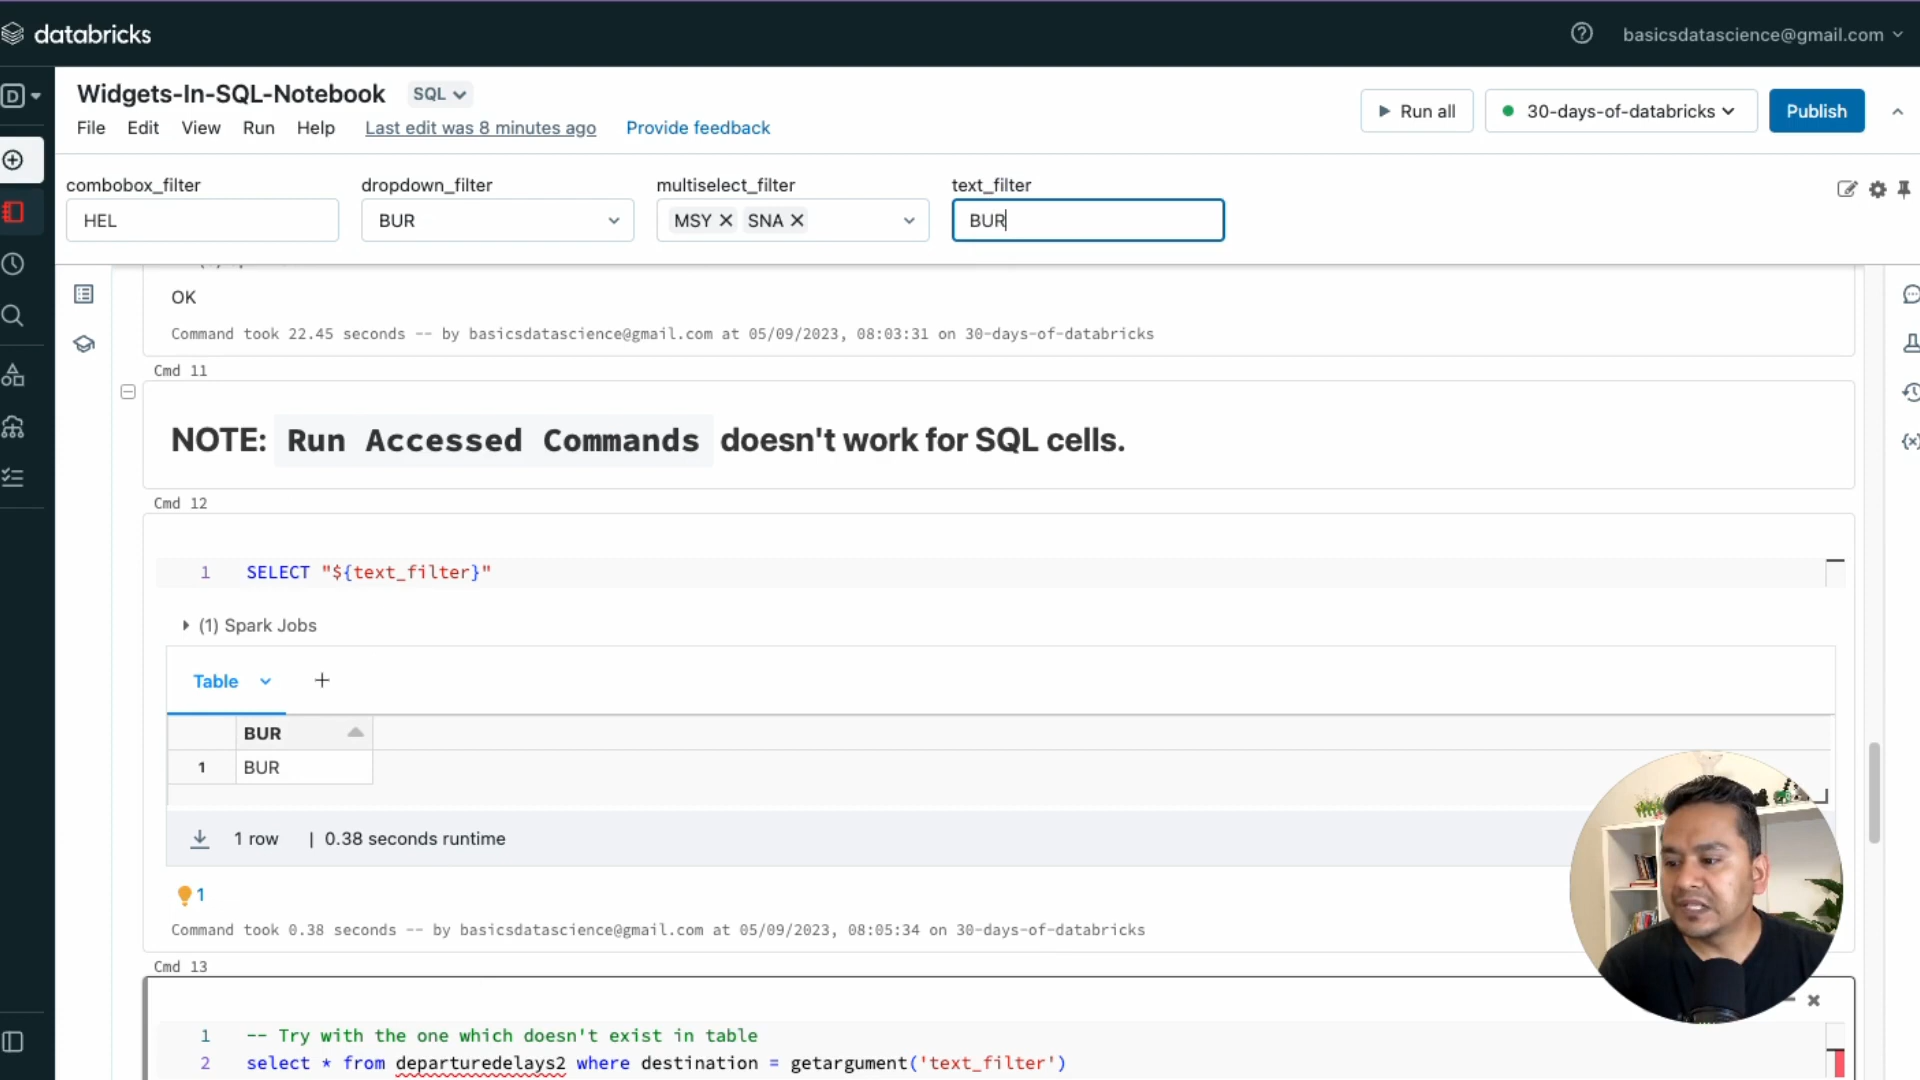 databricks
basicsdatascience@gmail.com
D
Widgets-In-SQL-Notebook SQL
File Edit View Run Help Last edit was 8 minutes ago Provide feedback
Run all 30-days-of-databricks Publish
combobox_filter dropdown_filter multiselect_filter text_filter
HEL BUR MSY SNA BUR
OK
Command took 22.45 seconds -- by basicsdatascience@gmail.com at 05/09/2023, 08:03:31 on 30-days-of-databricks
Cmd 11
NOTE: Run Accessed Commands doesn't work for SQL cells.
Cmd 12
1 SELECT "${text_filter}"
(1) Spark Jobs
Table +
BUR
1 BUR
1 row | 0.38 seconds runtime
1
Command took 0.38 seconds -- by basicsdatascience@gmail.com at 05/09/2023, 08:05:34 on 30-days-of-databricks
Cmd 13
1 -- Try with the one which doesn't exist in table
2 select * from departuredelays2 where destination = getargument('text_filter')